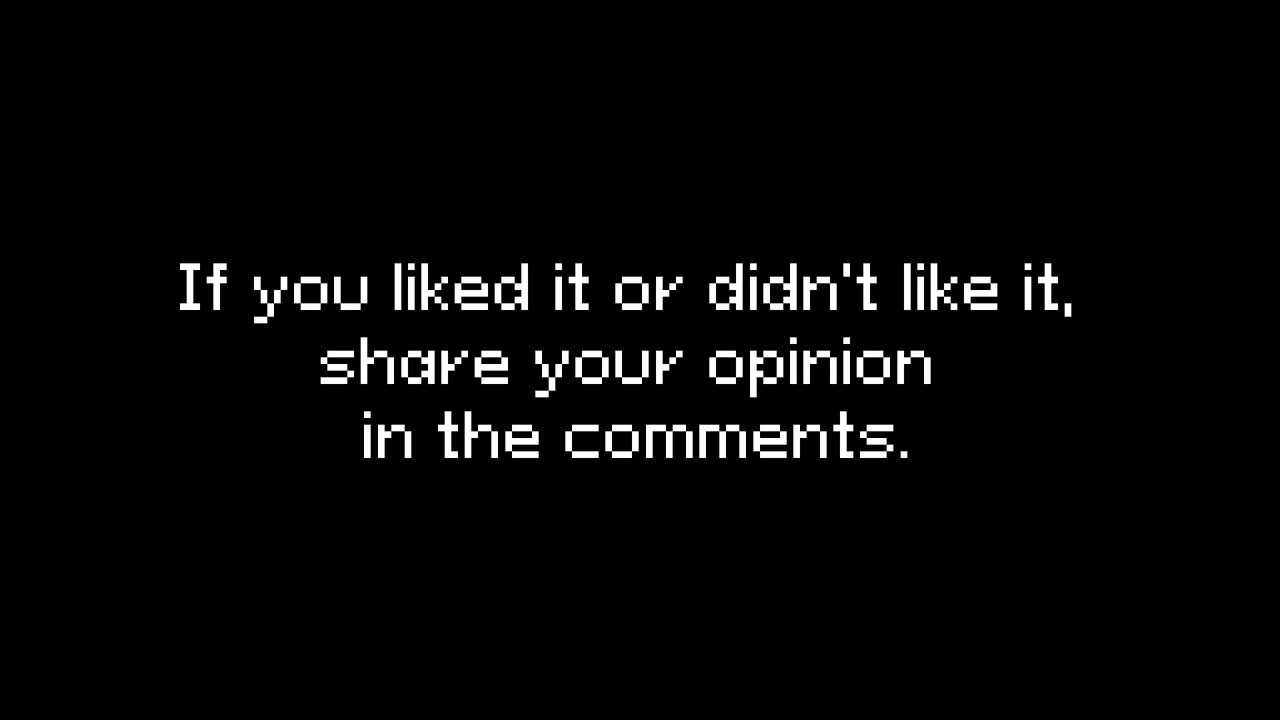 If you liked it or didn't like it,
share your opinion
in the comments.